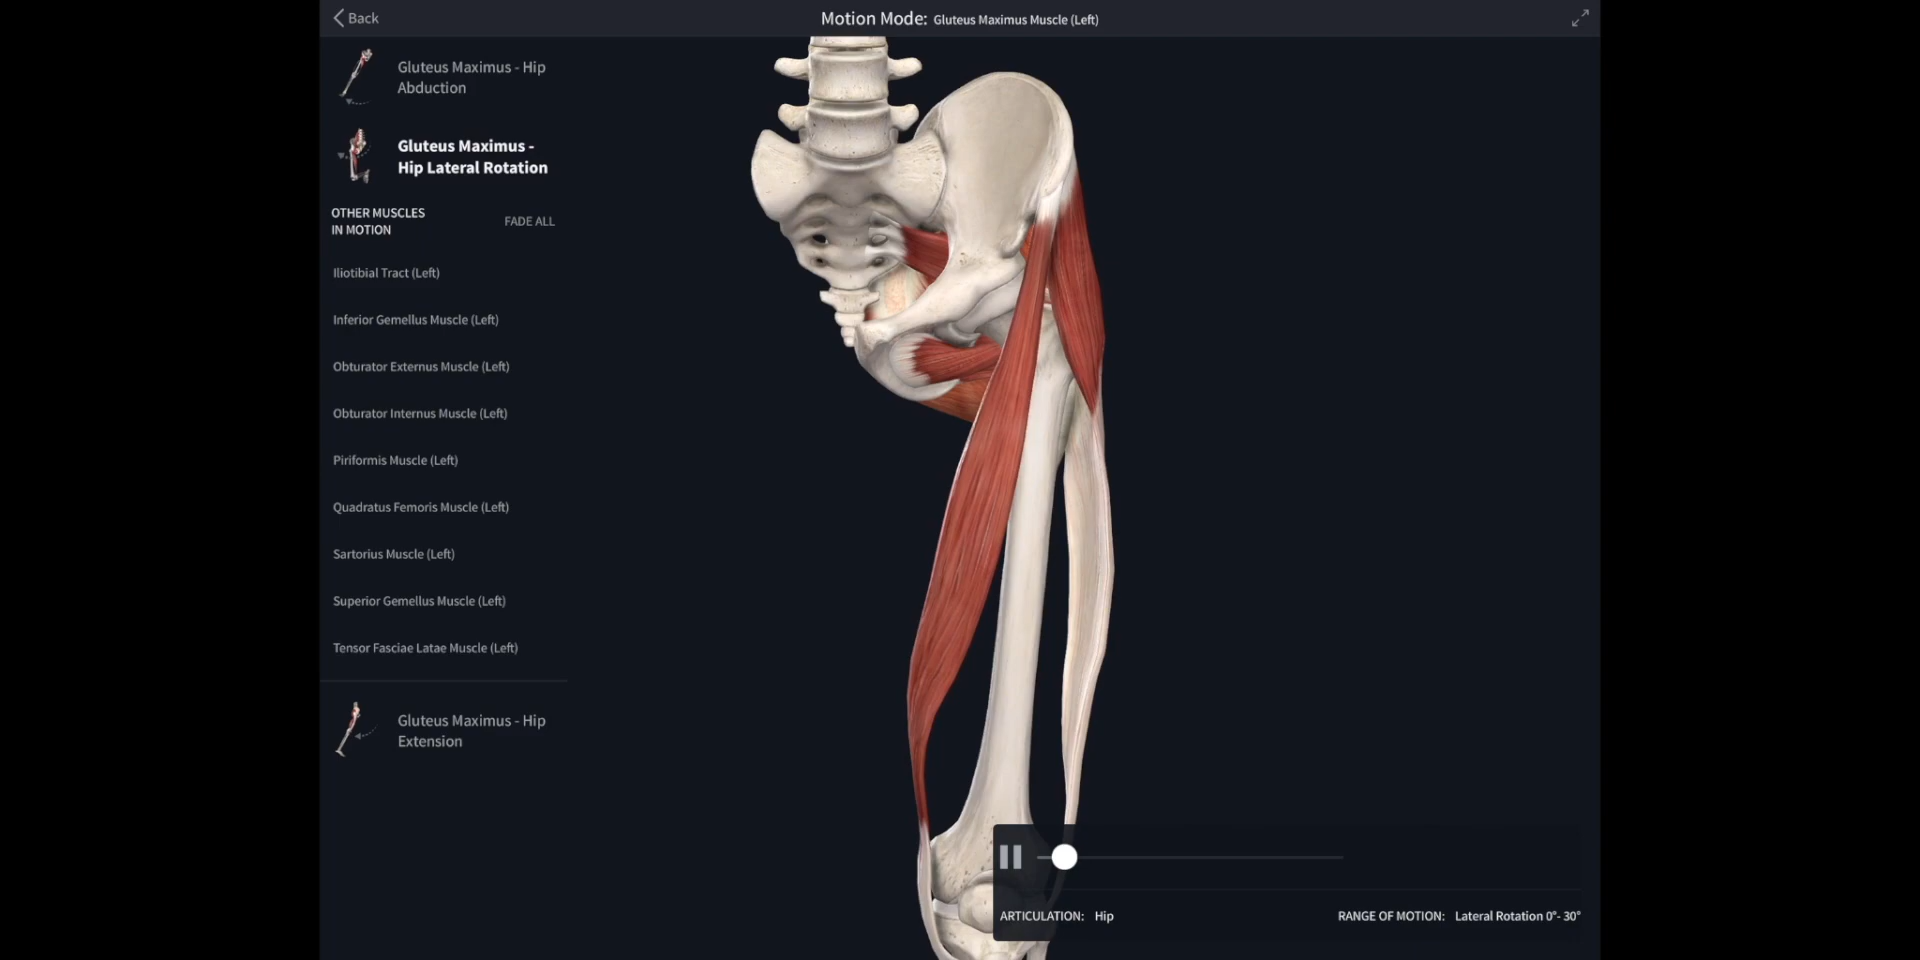 Back
Motion Mode: Gluteus Maximus Muscle (Left)
Gluteus Maximus - Hip
Abduction
Gluteus Maximus -
Hip Lateral Rotation
OTHER MUSCLES
IN MOTION
FADE ALL
Iliotibial Tract (Left)
Inferior Gemellus Muscle (Left)
Obturator Externus Muscle (Left)
Obturator Internus Muscle (Left)
Piriformis Muscle (Left)
Quadratus Femoris Muscle (Left)
Sartorius Muscle (Left)
Superior Gemellus Muscle (Left)
Tensor Fasciae Latae Muscle (Left)
Gluteus Maximus - Hip
Extension
ARTICULATION: Hip
RANGE OF MOTION: Lateral Rotation 0°- 30°